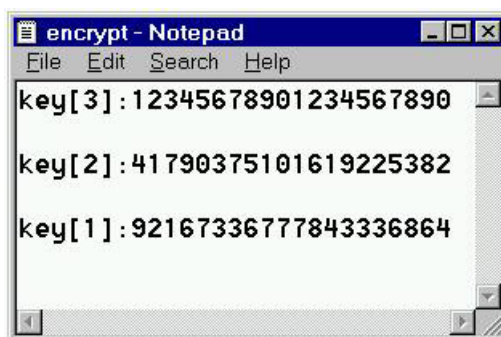 encrypt - Notepad
File Edit Search Help
key[3]:12345678901234567890
key[2]:41790375101619225382
key[1]:92167336777843336864